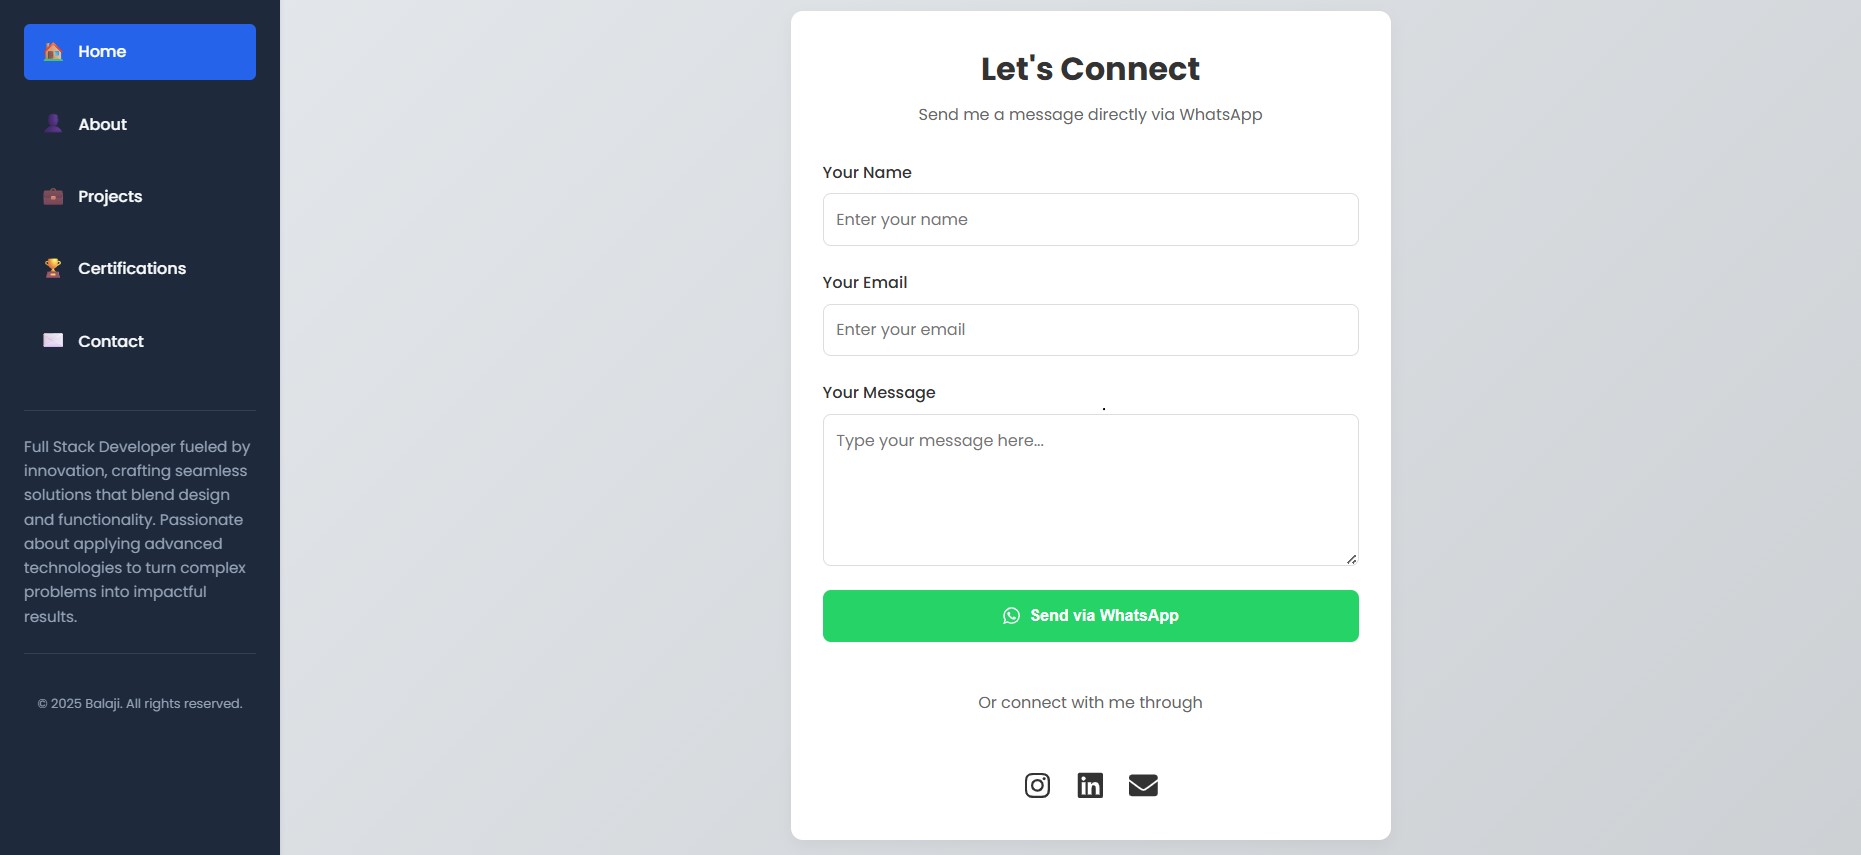 Home
About
Projects
Certifications
Contact
Full Stack Developer fueled by
innovation, crafting seamless
solutions that blend design
and functionality. Passionate
about applying advanced
technologies to turn complex
problems into impactful
results.
© 2025 Balaji. All rights reserved.
Let's Connect
Send me a message directly via WhatsApp
Your Name
Enter your name
Your Email
Enter your email
Your Message
Type your message here...
Send via WhatsApp
Or connect with me through
in